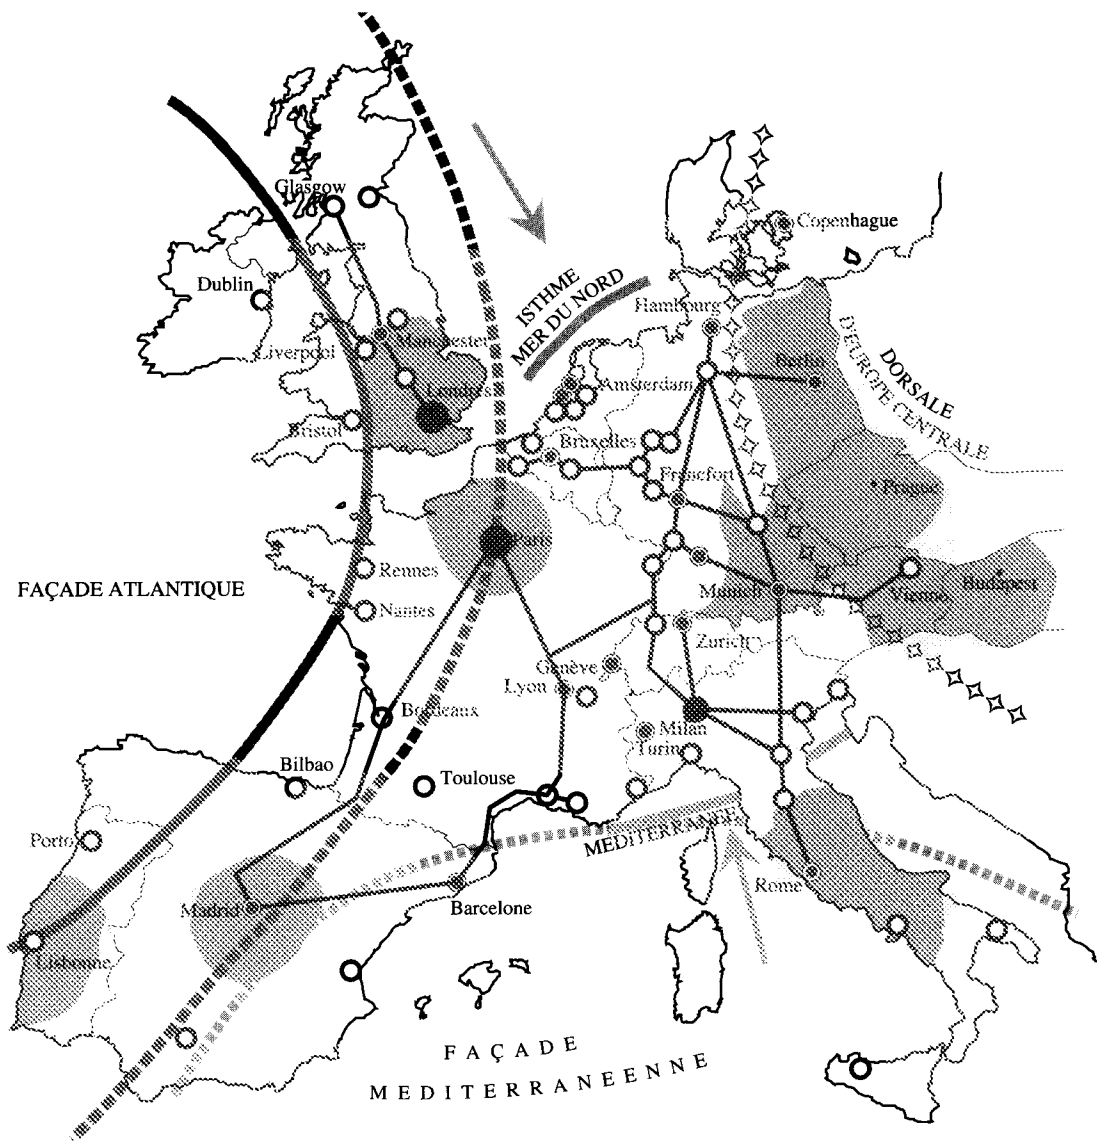 Glasgow
Copenhague
Dublin
ISTHME
MER DU NORD
Hambourg
Manchester
Liverpool
DORSALE
D'EUROPE CENTRALE
Berlin
Amsterdam
Londres
Bristol
Bruxelles
Francfort
Prague
Paris
FAÇADE ATLANTIQUE
Rennes
Munich
Vienne
Budapest
Nantes
Zurich
Genève
Lyon
Bordeaux
Milan
Turin
Bilbao
Toulouse
Porto
MEDITERRANEE
Rome
Madrid
Barcelone
Lisbonne
FAÇADE
MEDITERRANEENNE